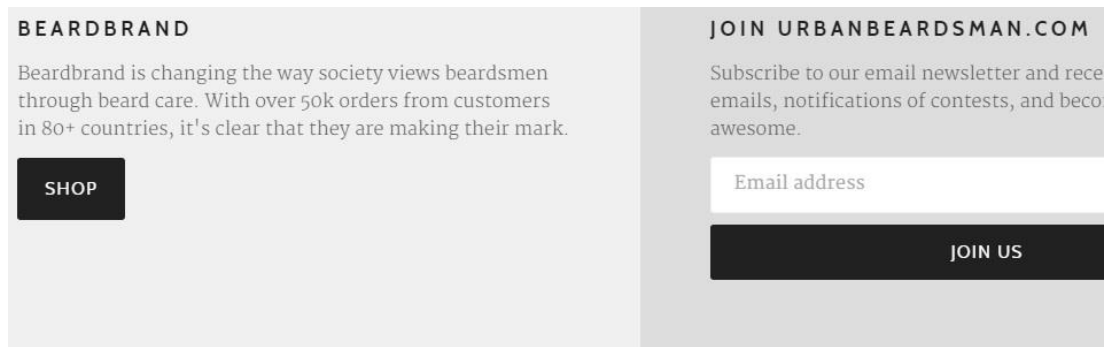 BEARDBRAND
Beardbrand is changing the way society views beardsmen
through beard care. With over 50k orders from customers
in 80+ countries, it's clear that they are making their mark.
SHOP
JOIN URBANBEARDSMAN.COM
Subscribe to our email newsletter and
emails, notifications of contests, and
awesome.
Email address
JOIN US